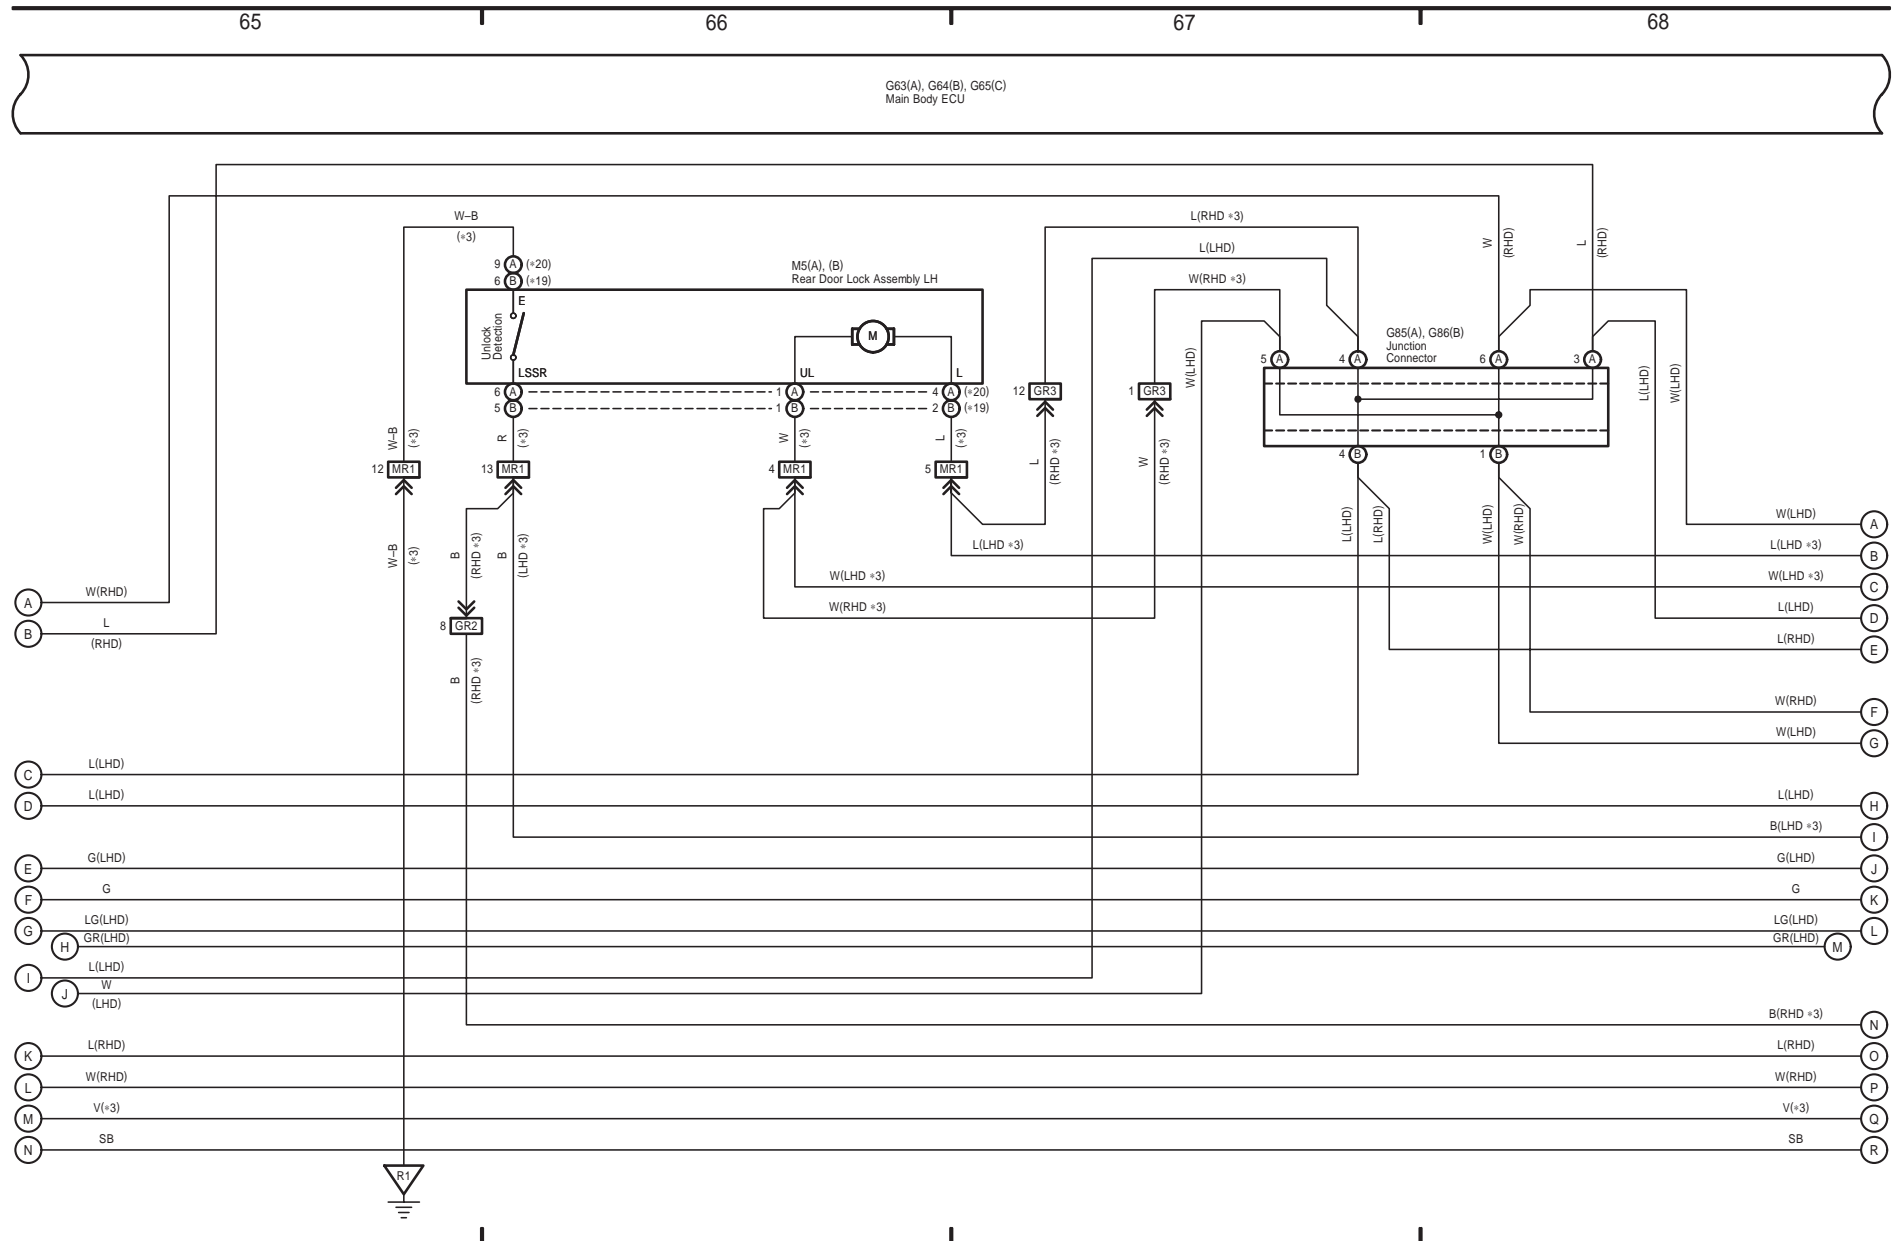 65
66
67
68
G63(A), G64(B), G65(C)
Main Body ECU
W–B
(∗3)
L(RHD ∗3)
L(LHD)
W(RHD ∗3)
W
(RHD)
L
(RHD)
9 A (∗20)
6 B (∗19)
M5(A), (B)
Rear Door Lock Assembly LH
E
Unlock
Detection
M
LSSR
UL
L
G85(A), G86(B)
Junction
Connector
5 A
4 A
6 A
3 A
W(LHD)
L(LHD)
W(LHD)
6 A
1 A
4 A (∗20)
5 B
1 B
2 B (∗19)
12 GR3
1 GR3
W–B
(∗3)
R
(∗3)
W
(∗3)
L
(∗3)
L
(RHD ∗3)
W
(RHD ∗3)
4 B
1 B
12 MR1
13 MR1
4 MR1
5 MR1
W–B
(∗3)
B
(RHD ∗3)
B
(LHD ∗3)
L(LHD)
L(RHD)
W(LHD)
W(RHD)
W(LHD) A
L(LHD ∗3)
L(LHD ∗3) B
W(LHD ∗3)
W(LHD ∗3) C
A W(RHD)
W(RHD ∗3)
L(LHD) D
B L
(RHD)
8 GR2
L(RHD) E
B
(RHD ∗3)
W(RHD) F
W(LHD) G
C L(LHD)
D L(LHD)
L(LHD) H
B(LHD ∗3) I
E G(LHD)
G(LHD) J
F G
G K
G LG(LHD)
LG(LHD) L
H GR(LHD)
GR(LHD) M
I L(LHD)
J W
(LHD)
B(RHD ∗3) N
K L(RHD)
L(RHD) O
L W(RHD)
W(RHD) P
M V(∗3)
V(∗3) Q
N SB
SB R
R1